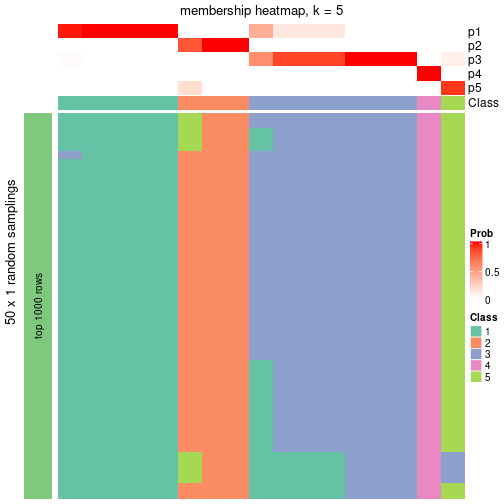 membership heatmap, k = 5
p1
p2
p3
p4
p5
Class
50 x 1 random samplings
top 1000 rows
Prob
1
0.5
0
Class
1
2
3
4
5